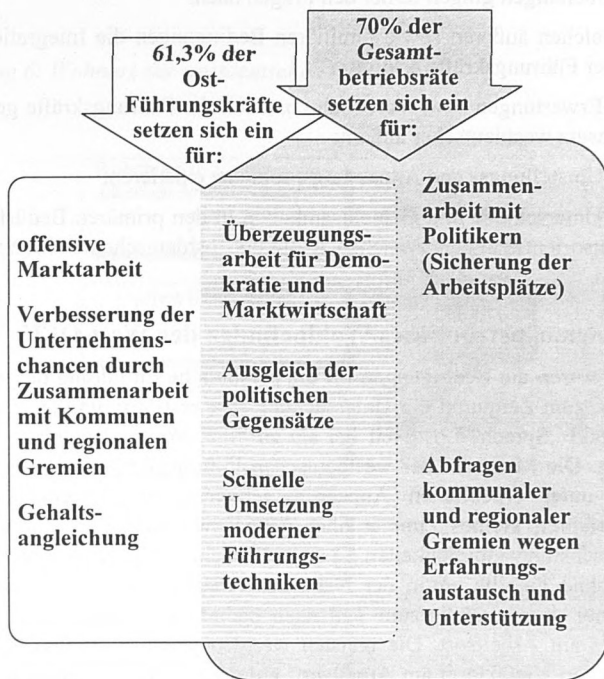 61,3% der
Ost-
Führungskräfte
setzen sich ein
für:
70% der
Gesamt-
betriebsräte
setzen sich ein
für:
offensive
Marktarbeit
Verbesserung der
Unternehmens-
chancen durch
Zusammenarbeit
mit Kommunen
und regionalen
Gremien
Gehalts-
angleichung
Überzeugungs-
arbeit für Demo-
kratie und
Marktwirtschaft
Ausgleich der
politischen
Gegensätze
Schnelle
Umsetzung
moderner
Führungs-
techniken
Zusammen-
arbeit mit
Politikern
(Sicherung der
Arbeitsplätze)
Abfragen
kommunaler
und regionaler
Gremien wegen
Erfahrungs-
austausch und
Unterstützung